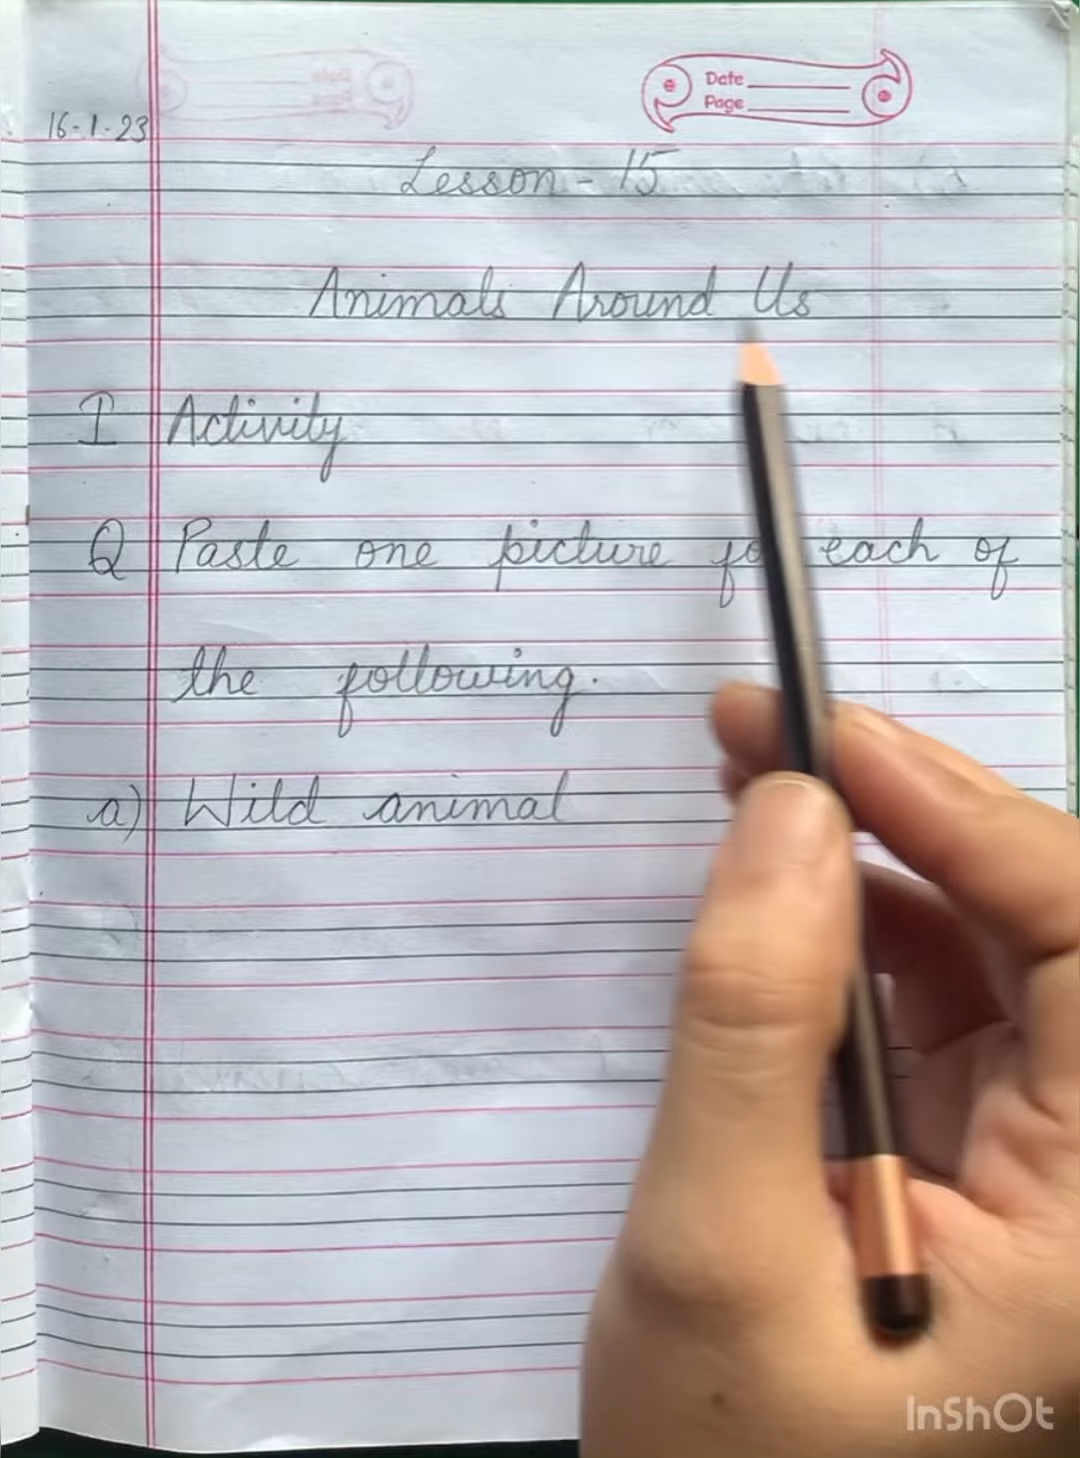 Date
Page
16-1-23
Lesson - 15
Animals Around Us
I Activity
Q Paste one picture fo each of
the following.
a) Wild animal
InShOt